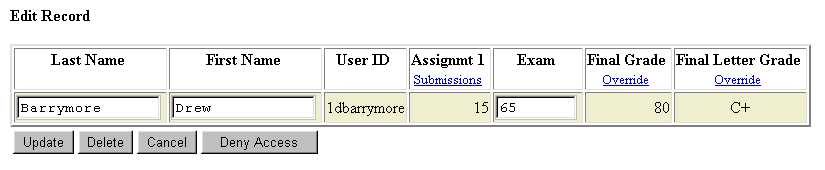 Edit Record
Last Name First Name User ID Assignmt 1 Exam Final Grade Final Letter Grade
Submissions Override Override
Barrymore Drew 1dbarrymore 15 65 80 C+
Update Delete Cancel Deny Access